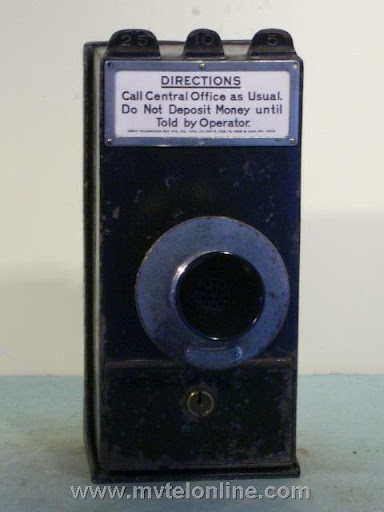 25 10 5
DIRECTIONS
Call Central Office as Usual.
Do Not Deposit Money until
Told by Operator.
www.mytelonline.com